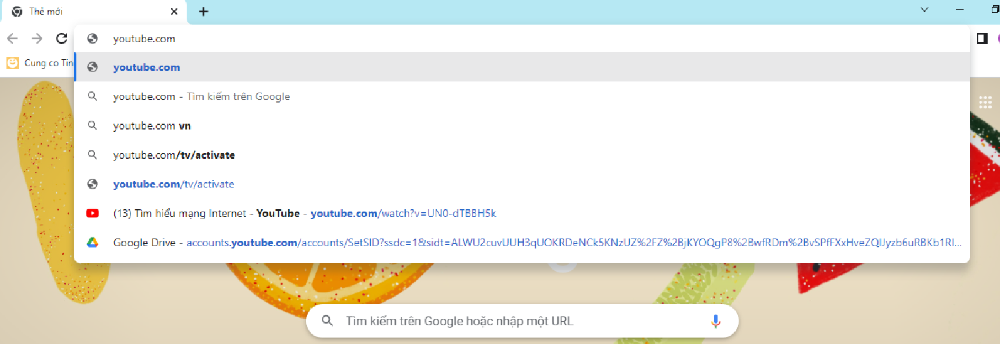 Thẻ mới
youtube.com
Cung co Tin
youtube.com
youtube.com - Tìm kiếm trên Google
youtube.com vn
youtube.com/tv/activate
youtube.com/tv/activate
(13) Tìm hiểu mạng Internet - YouTube - youtube.com/watch?v=UN0-dTBBH5k
Google Drive - accounts.youtube.com/accounts/SetSID?ssdc=1&sidt=ALWU2cuvUUH3qUOKRDeNCk5KNzUZ%2FZ%2BjKYOQgP8%2BwfRDm%2BvSPfFXxHveZQlJyzb6uRBKb1RI...
Tìm kiếm trên Google hoặc nhập một URL